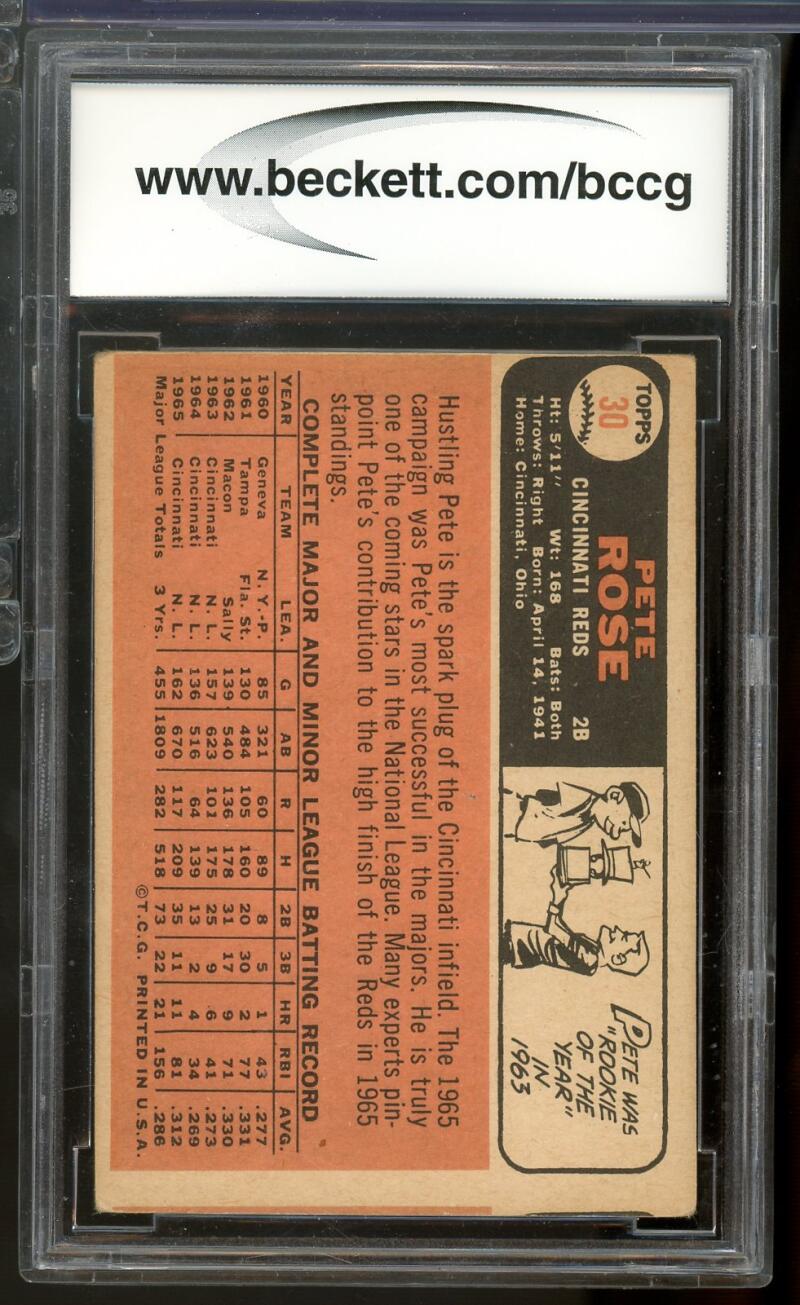 www.beckett.com/bccg
TOPPS
30
PETE
ROSE
CINCINNATI REDS 2B
Ht: 5'11" Wt: 168 Bats: Both
Throws: Right Born: April 14, 1941
Home: Cincinnati, Ohio
PETE WAS
"ROOKIE
OF THE
YEAR"
IN
1963
Hustling Pete is the spark plug of the Cincinnati infield. The 1965
campaign was Pete's most successful in the majors. He is truly
one of the coming stars in the National League. Many experts pin-
point Pete's contribution to the high finish of the Reds in 1965
standings.
COMPLETE MAJOR AND MINOR LEAGUE BATTING RECORD
YEAR TEAM LEA. G AB R H 2B 3B HR RBI AVG.
1960 Geneva N. Y.-P. 85 321 60 89 8 5 1 43 .277
1961 Tampa Fla. St. 130 484 105 160 20 30 2 77 .331
1962 Macon Sally 139 540 136 178 31 17 9 71 .330
1963 Cincinnati N. L. 157 623 101 175 25 9 6 41 .273
1964 Cincinnati N. L. 136 516 64 139 13 2 4 34 .269
1965 Cincinnati N. L. 162 670 117 209 35 11 11 81 .312
Major League Totals 3 Yrs. 455 1809 282 518 73 22 21 156 .286
©T.C.G. PRINTED IN U.S.A.